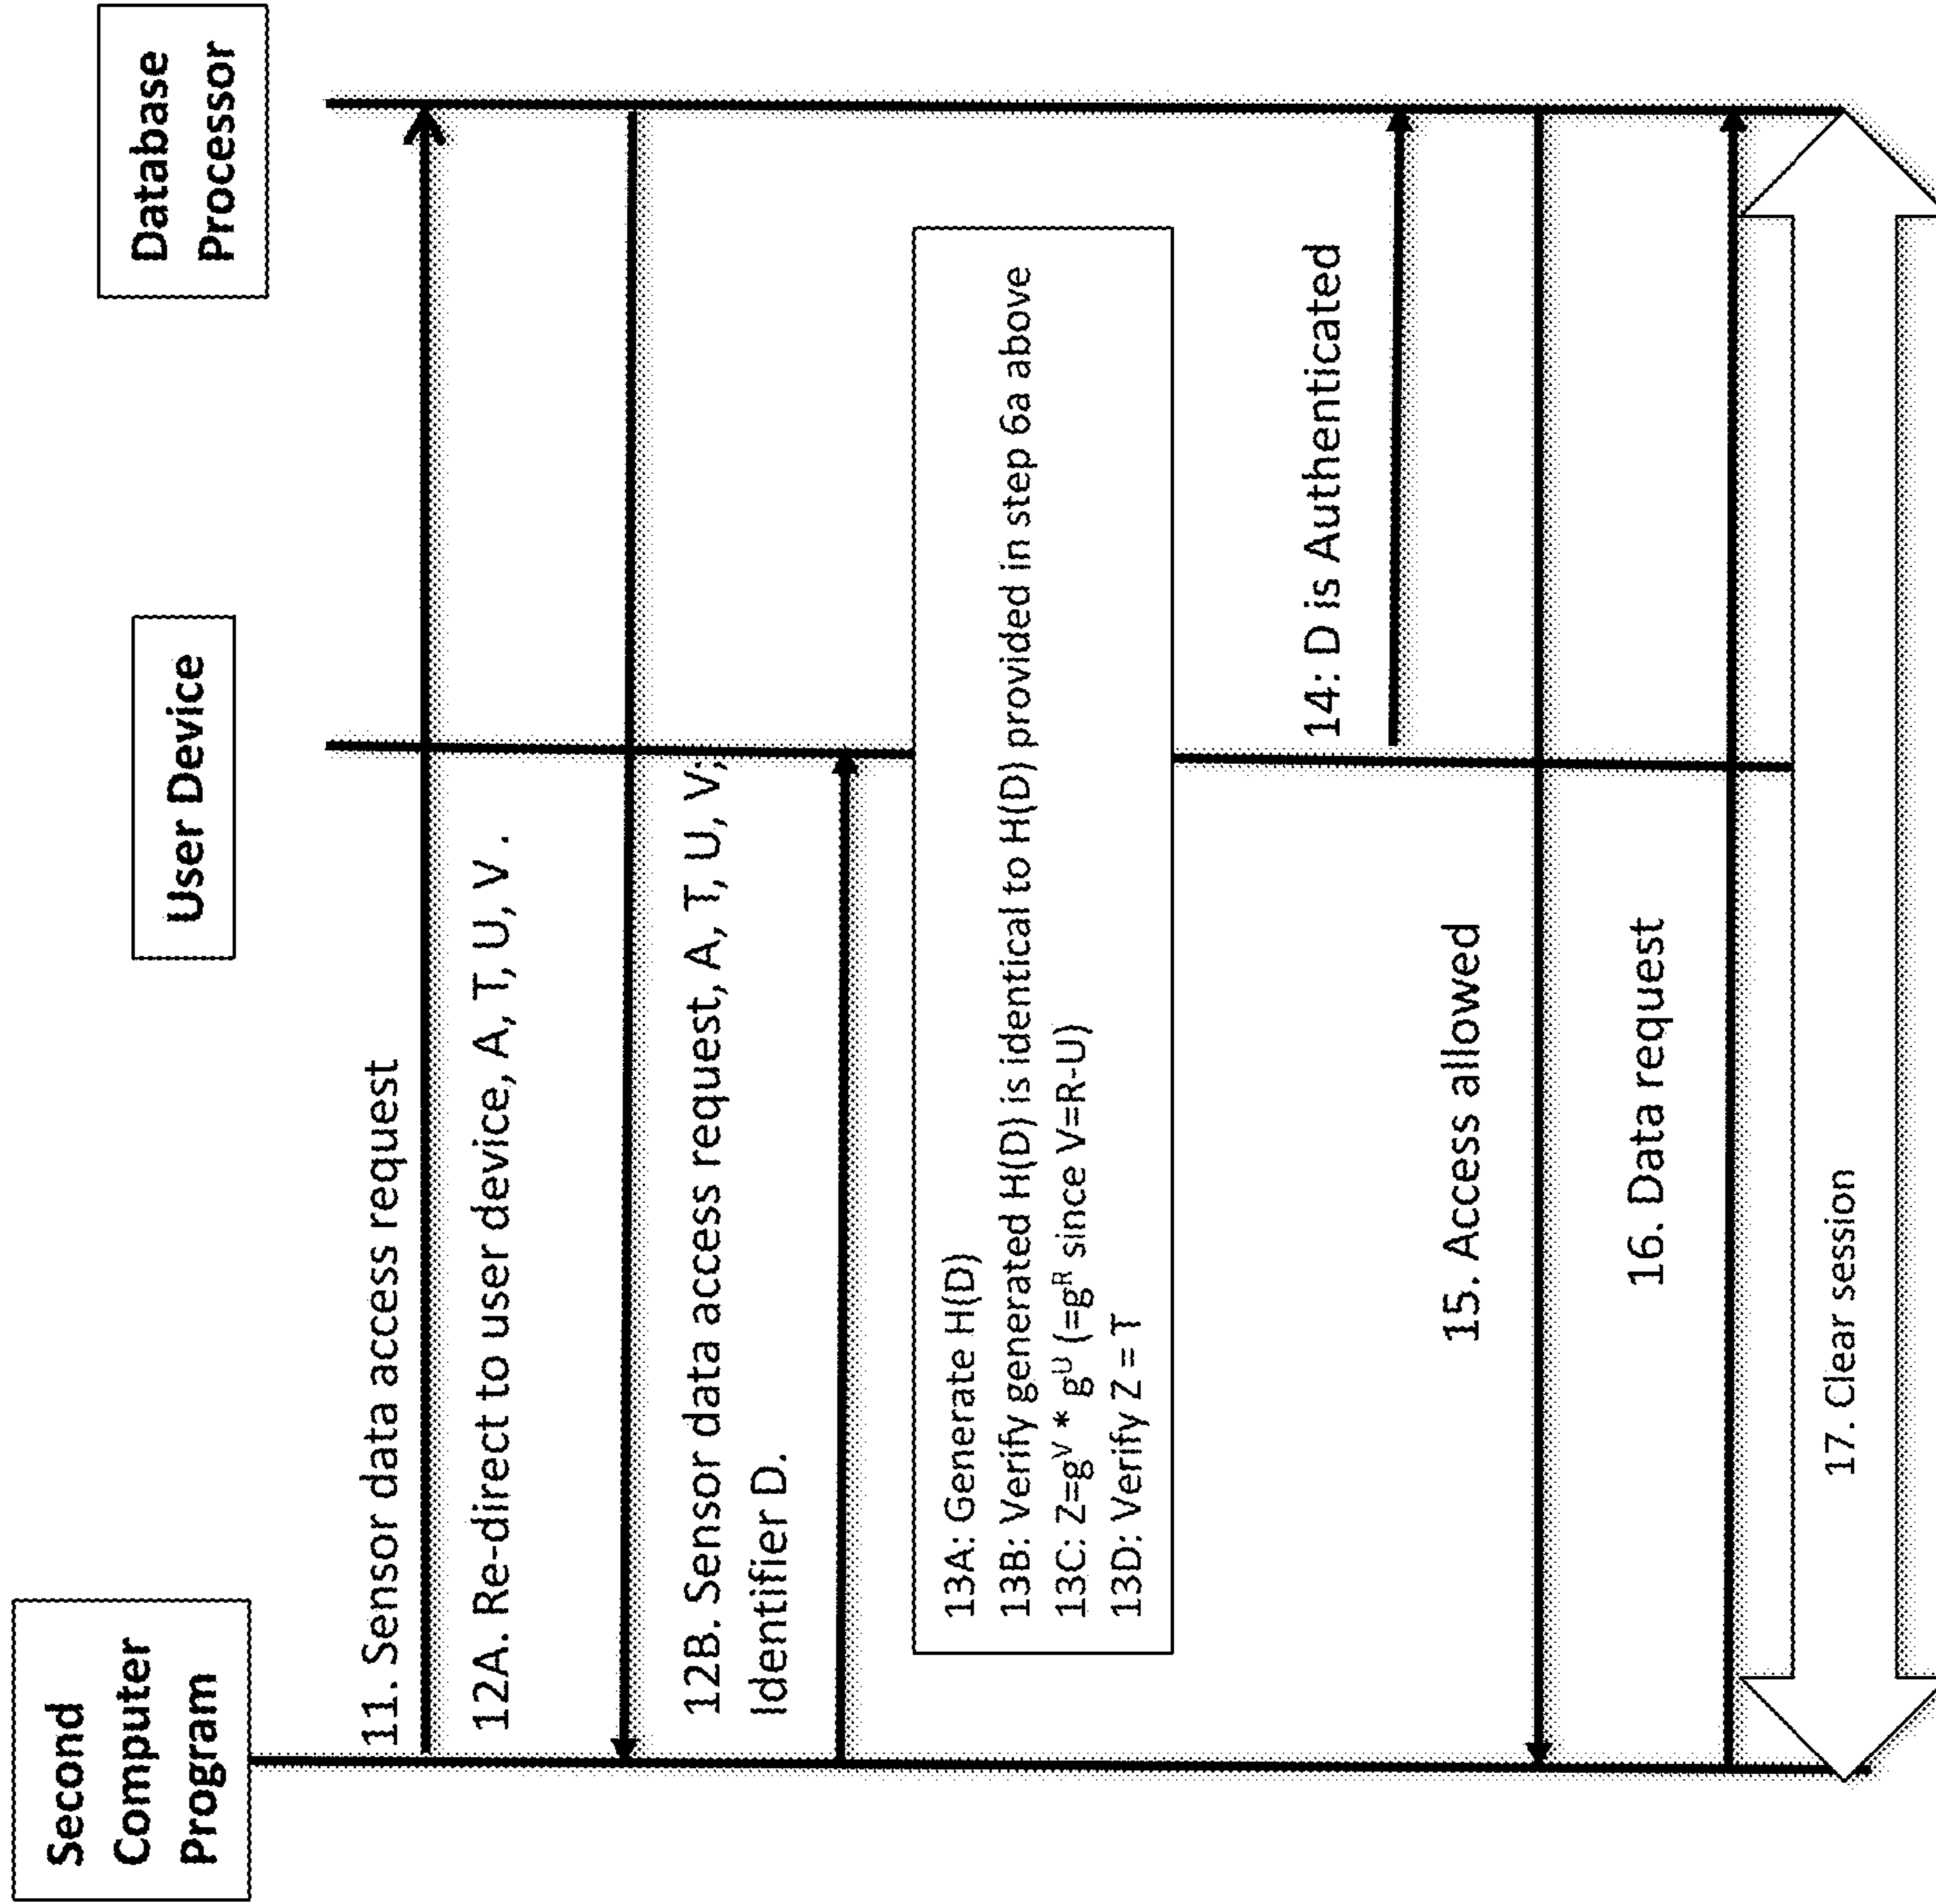 Second
Computer
Program
User Device
Database
Processor
11. Sensor data access request
12A. Re-direct to user device, A, T, U, V .
12B. Sensor data access request, A, T, U, V;
Identifier D.
13A: Generate H(D)
13B: Verify generated H(D) is identical to H(D) provided in step 6a above
13C: Z=g^V * g^U (=g^R since V=R-U)
13D: Verify Z = T
14: D is Authenticated
15. Access allowed
16. Data request
17. Clear session